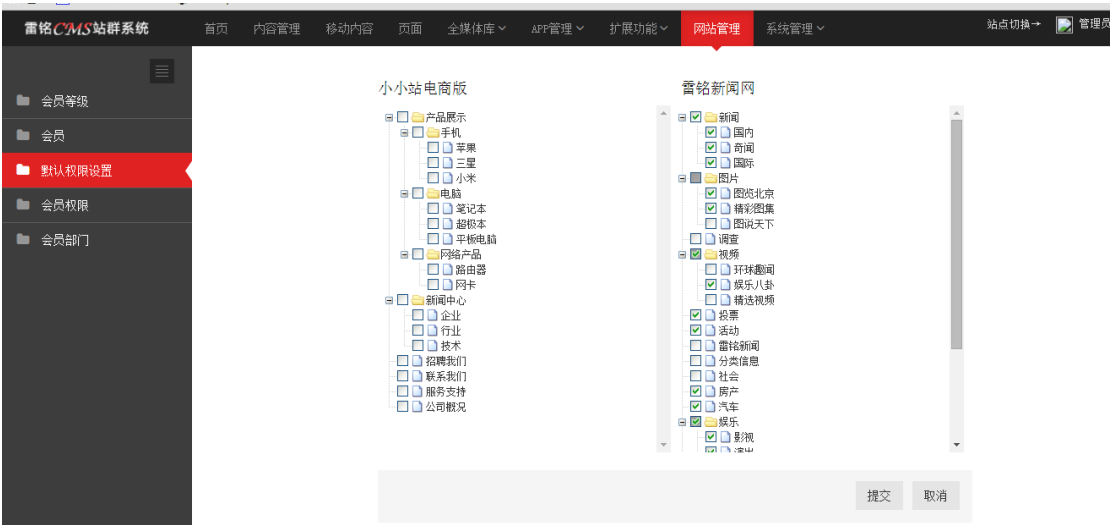 雷铭CMS站群系统
首页 内容管理 移动内容 页面 全媒体库 APP管理 扩展功能 网站管理 系统管理 站点切换→ 管理员
会员等级
会员
默认权限设置
会员权限
会员部门
小小站电商版
产品展示
手机
苹果
三星
小米
电脑
笔记本
超极本
平板电脑
网络产品
路由器
网卡
新闻中心
企业
行业
技术
招聘我们
联系我们
服务支持
公司概况
雷铭新闻网
新闻
国内
奇闻
国际
图片
图览北京
精彩图集
图说天下
调查
视频
环球趣闻
娱乐八卦
精选视频
投票
活动
雷铭新闻
分类信息
社会
房产
汽车
娱乐
影视
演出
提交 取消